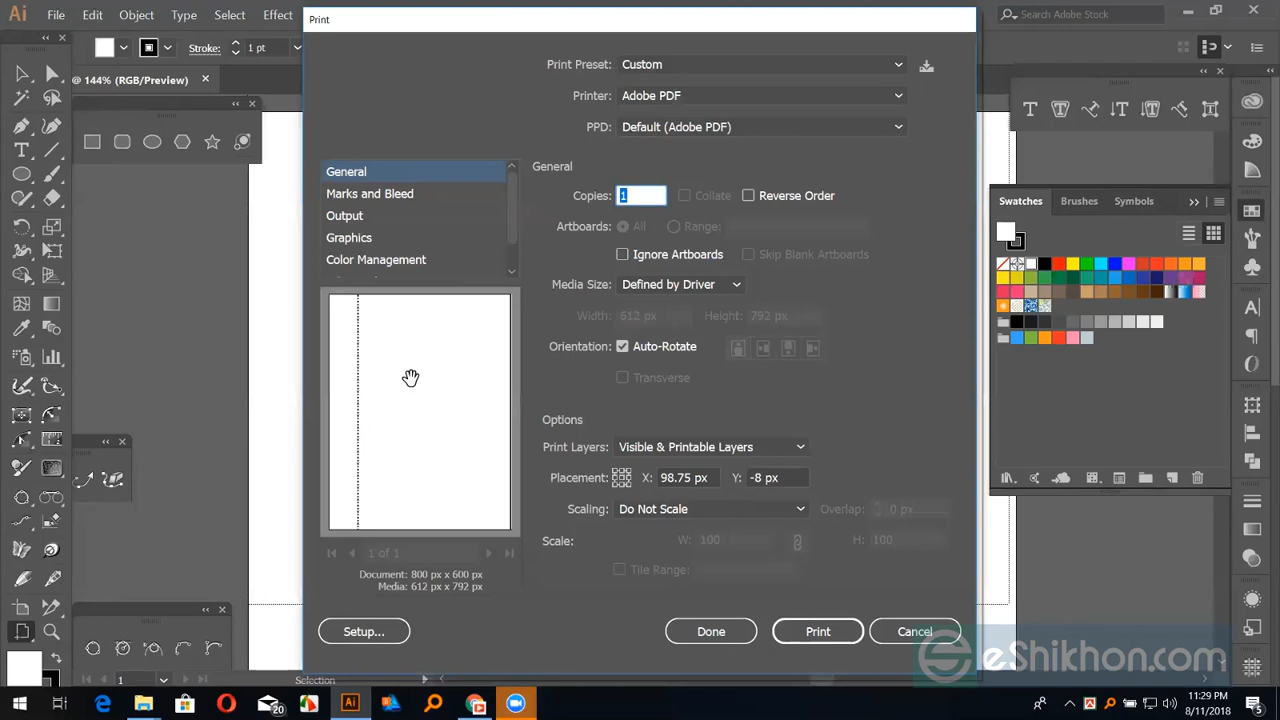 Ai File Edit Object Type Select Effect
Print
Search Adobe Stock
Stroke: 1 pt
@ 144% (RGB/Preview) ×
Print Preset: Custom
Printer: Adobe PDF
PPD: Default (Adobe PDF)
General
Marks and Bleed
Output
Graphics
Color Management
General
Copies: 1 Collate Reverse Order
Artboards: All Range:
Ignore Artboards Skip Blank Artboards
Media Size: Defined by Driver
Width: 612 px Height: 792 px
Orientation: Auto-Rotate
Transverse
Options
Print Layers: Visible & Printable Layers
Placement: X: 98.75 px Y: -8 px
Scaling: Do Not Scale Overlap: 0 px
Scale: W: 100 H: 100
Tile Range:
1 of 1
Document: 800 px x 600 px
Media: 612 px x 792 px
Setup... Done Print Cancel
Swatches Brushes Symbols
eShikhon.com
1 Selection
Ai 20
11:29 PM
8/11/2018
5